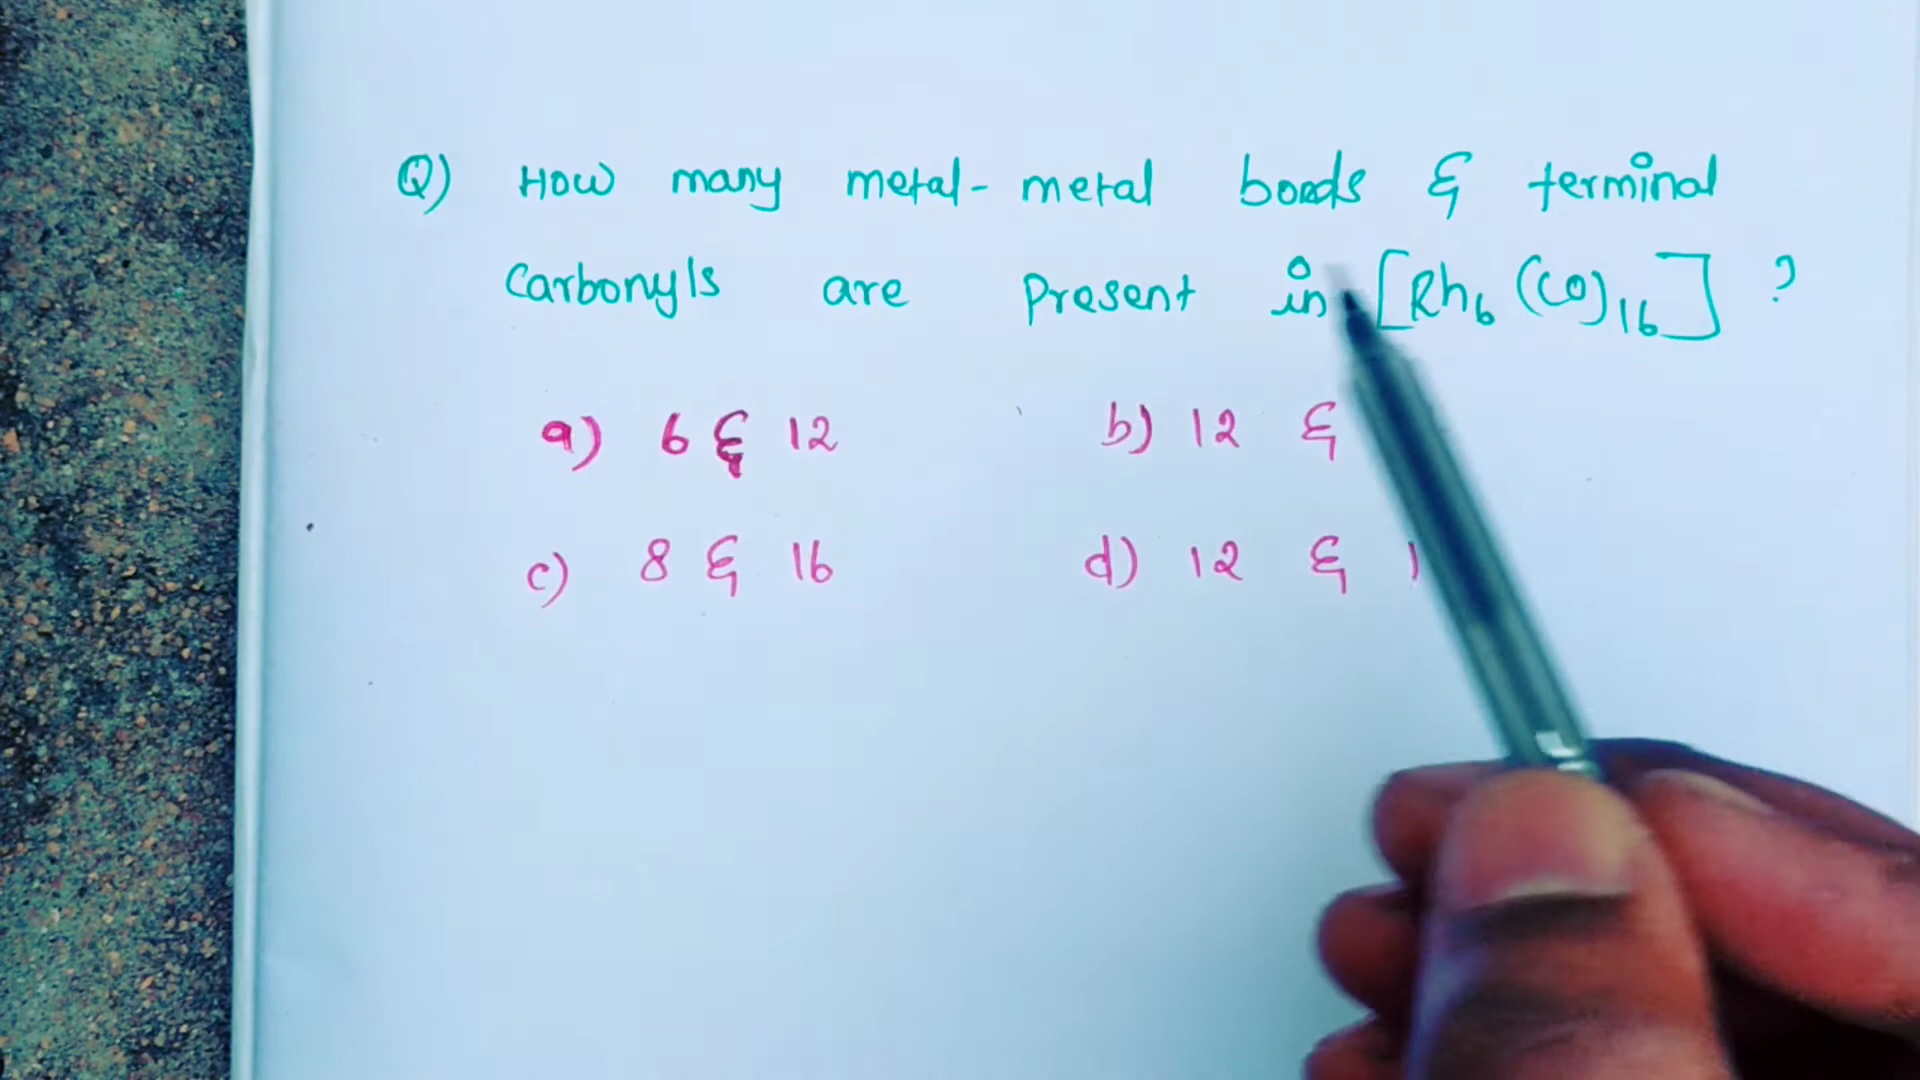 Q) How many metal-metal bonds & terminal
carbonyls are present in [Rh6 (CO)16] ?
a) 6 & 12 b) 12 &
c) 8 & 16 d) 12 & 1